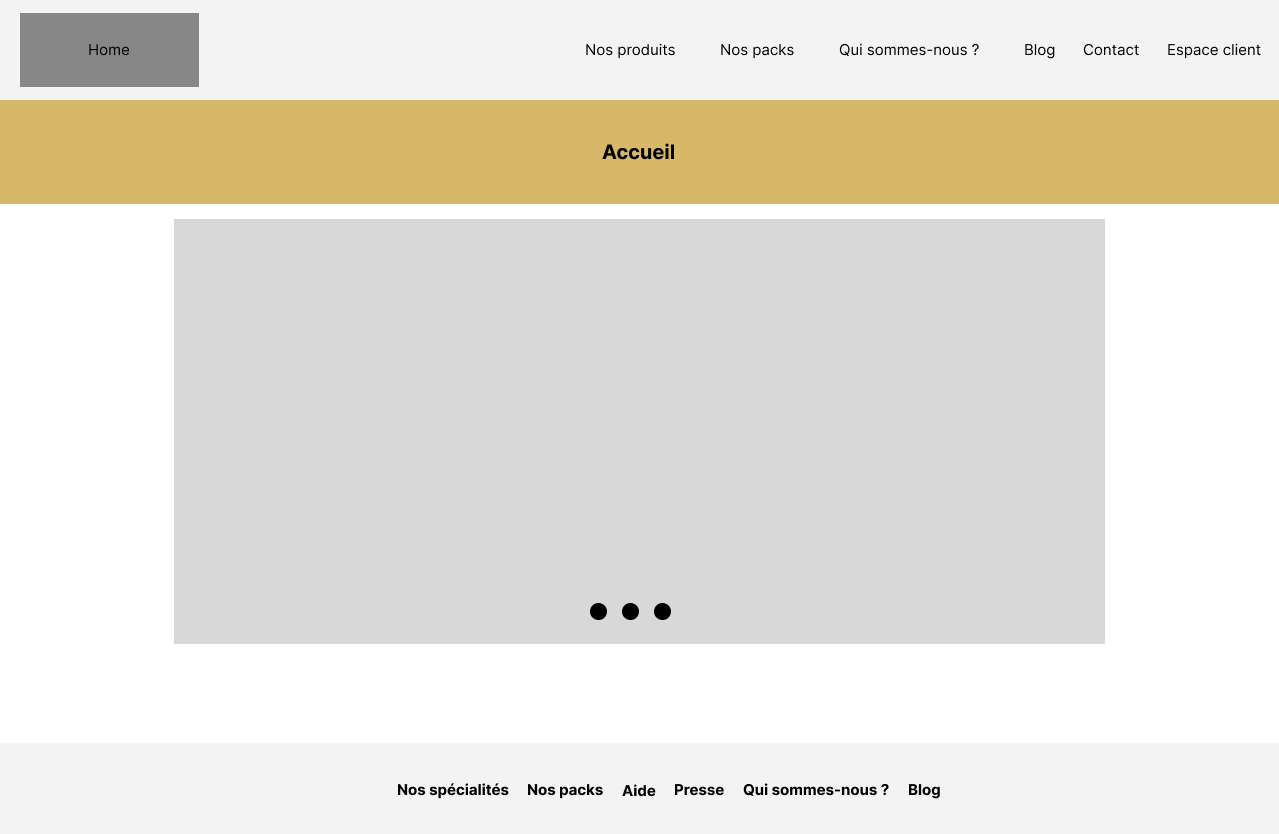 Home Nos produits Nos packs Qui sommes-nous ? Blog Contact Espace client
Accueil
Nos spécialités Nos packs Aide Presse Qui sommes-nous ? Blog